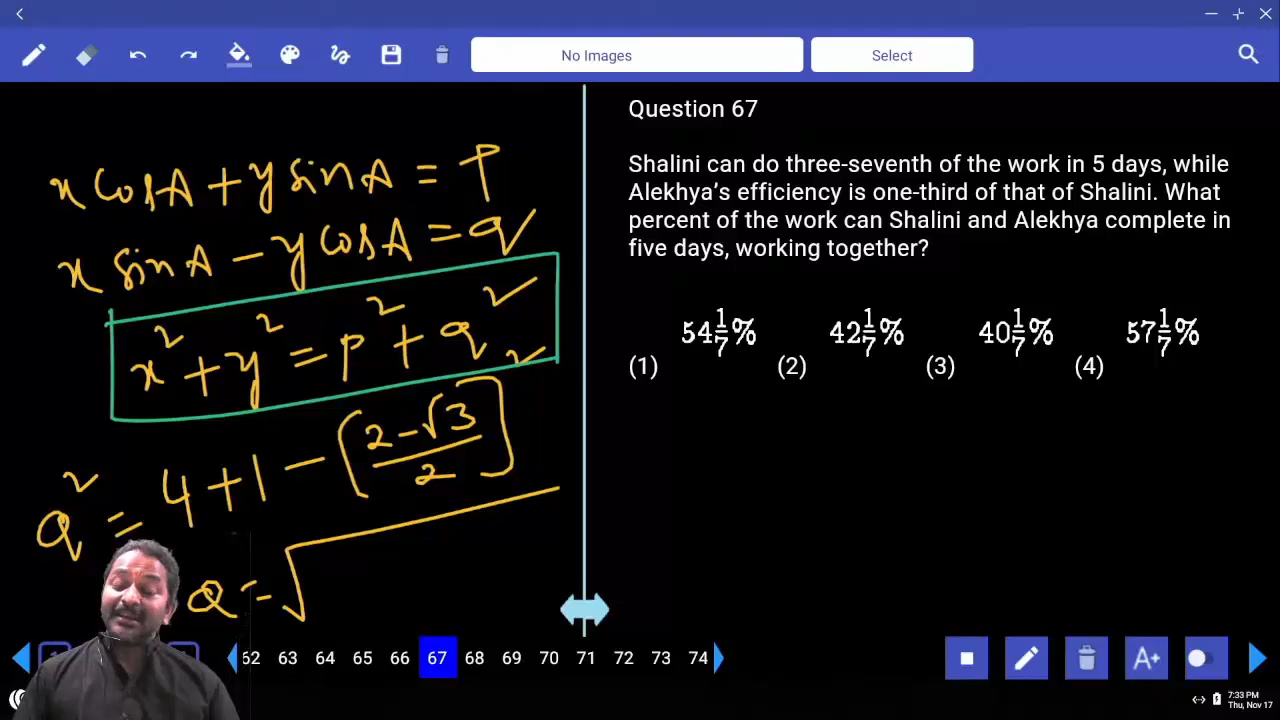 No Images
Select
x cosA + y sinA = P
x sinA - y cosA = q
x² + y² = p² + q²
q² = 4 + 1 - [2-√3/2]
Q = √
Question 67
Shalini can do three-seventh of the work in 5 days, while
Alekhya's efficiency is one-third of that of Shalini. What
percent of the work can Shalini and Alekhya complete in
five days, working together?
(1) 54 1/7% (2) 42 1/7% (3) 40 1/7% (4) 57 1/7%
62 63 64 65 66 67 68 69 70 71 72 73 74
A+
7:33 PM
Thu, Nov 17